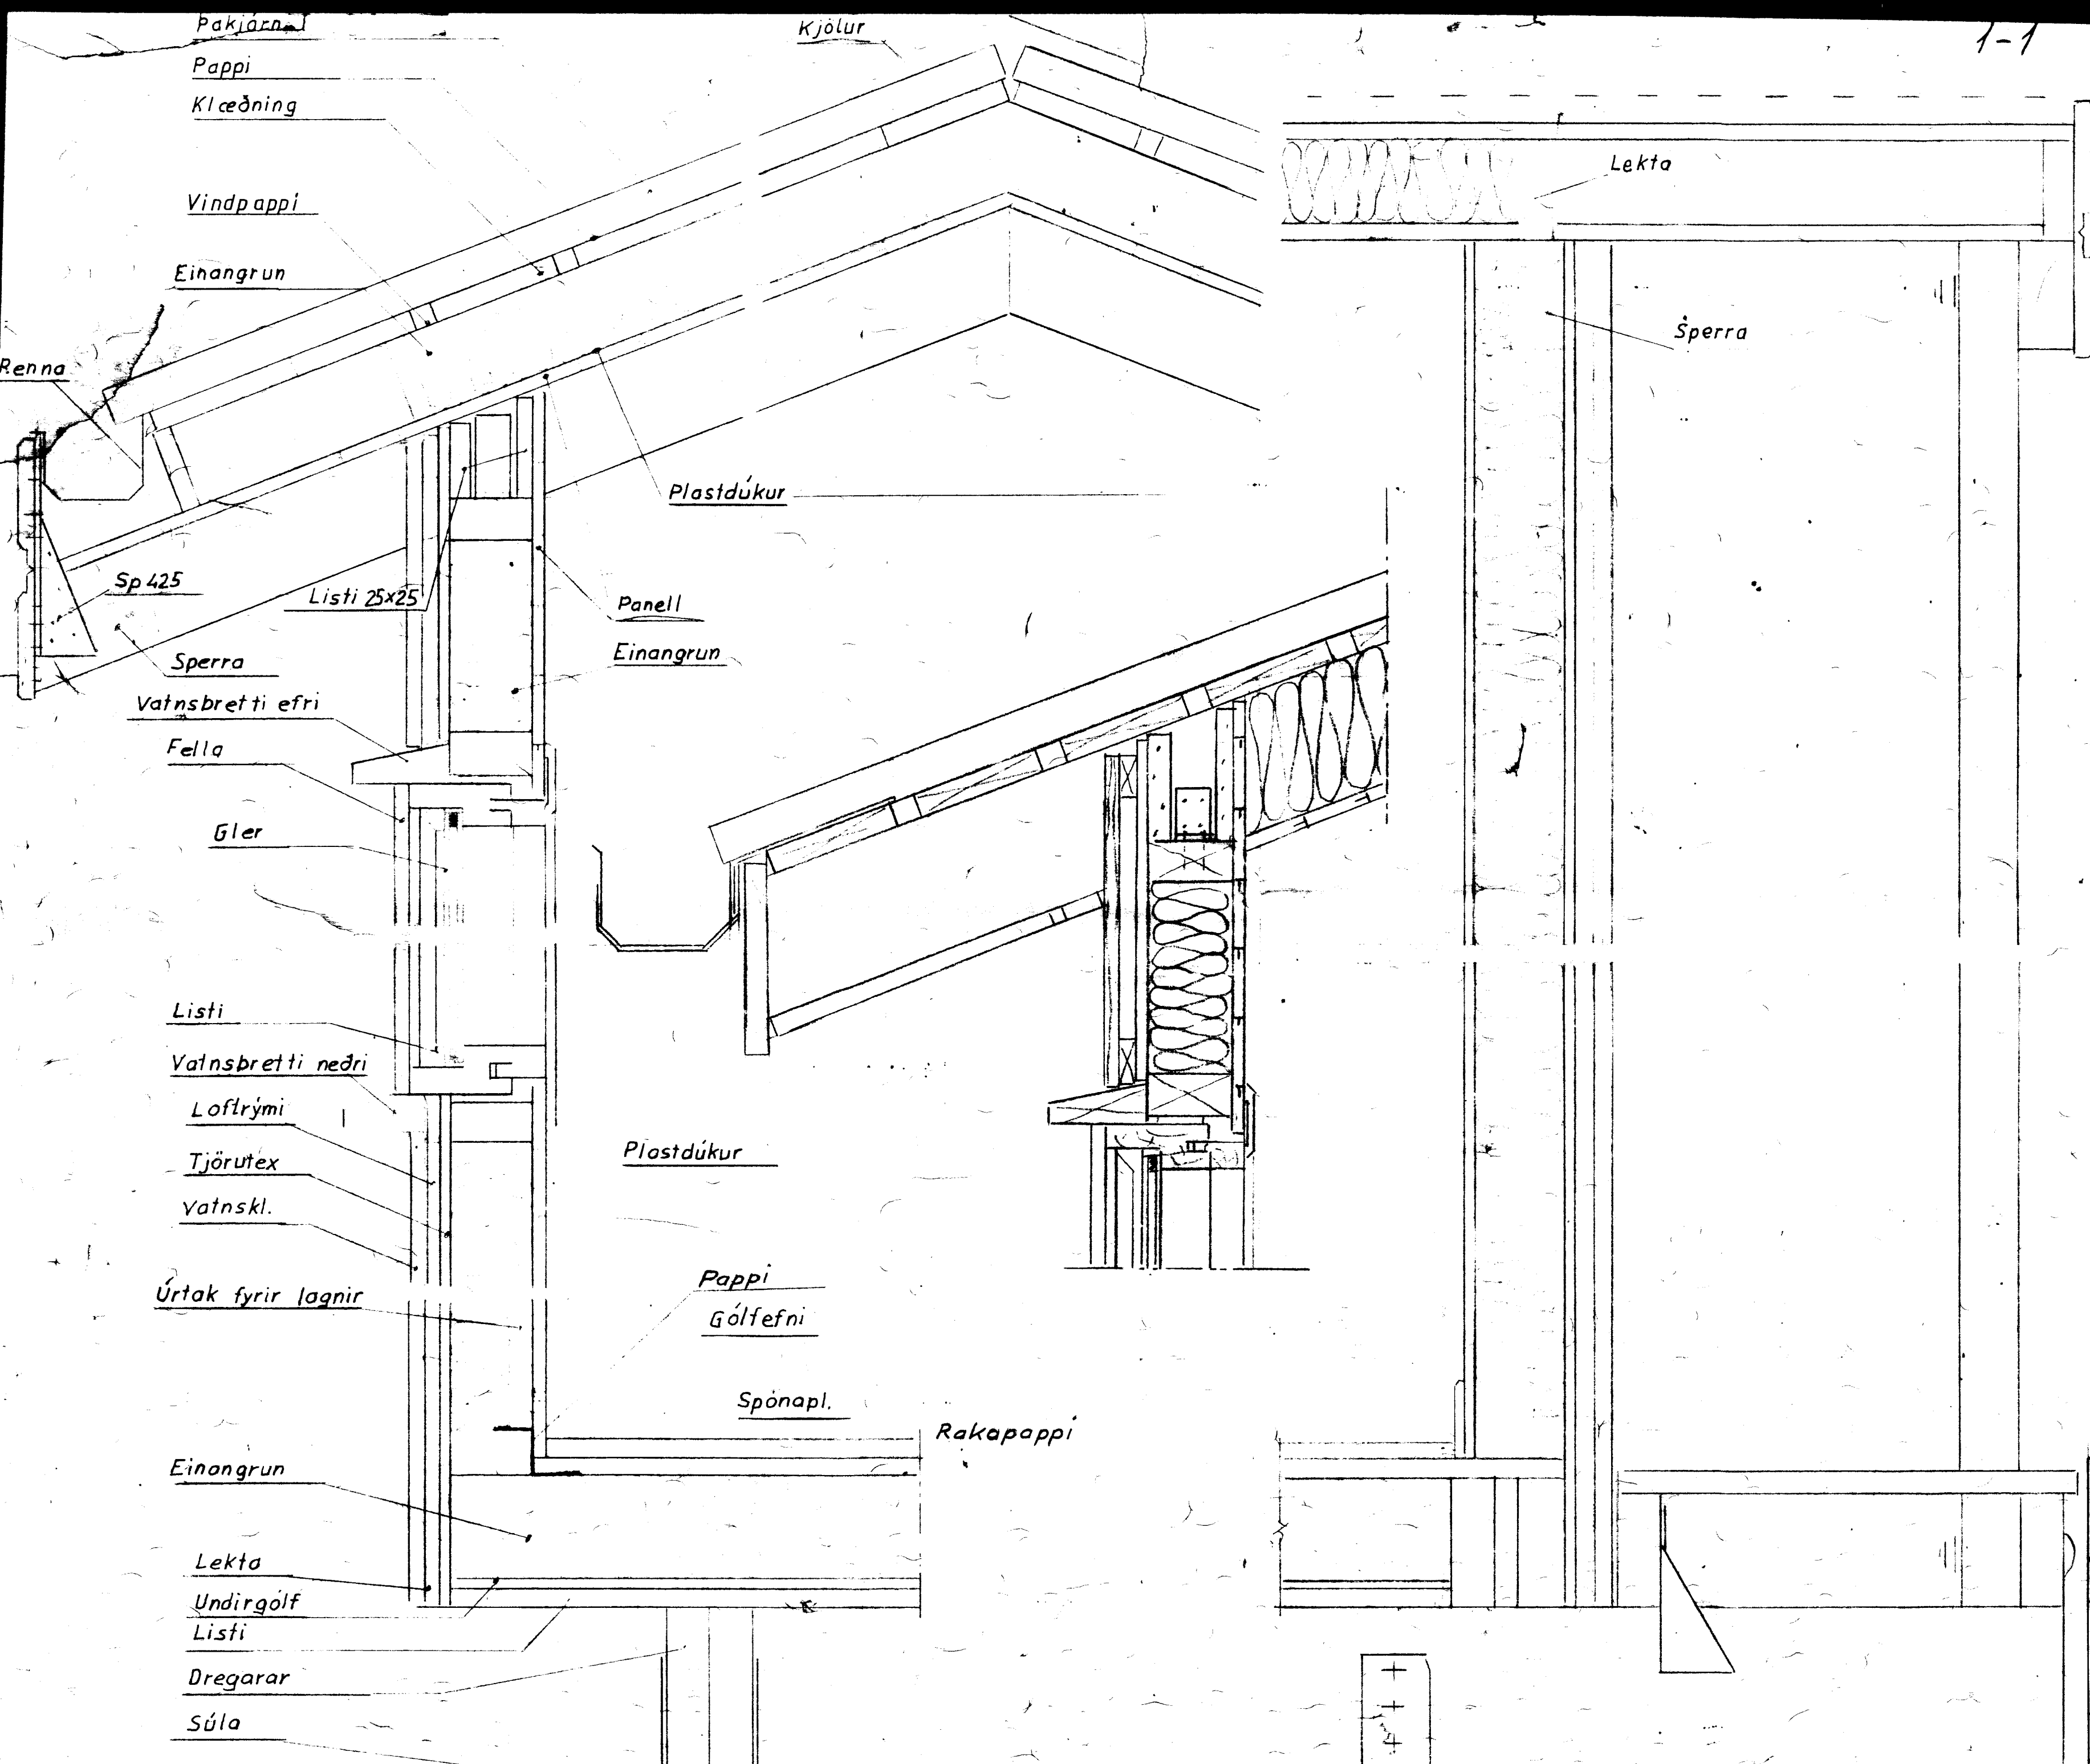 Þakjárn
Kjölur
1-1
Pappi
Klæðning
Lekta
Vindpappi
Einangrun
Sperra
Renna
Plastdúkur
Sp 425
Listi 25x25
Panell
Einangrun
Sperra
Vatnsbretti efri
Fella
Gler
Listi
Vatnsbretti neðri
Loftrými
Tjörutex
Plastdúkur
Vatnskl.
Pappi
Úrtak fyrir lagnir
Gólfefni
Spónapl.
Rakapappi
Einangrun
Lekta
Undirgólf
Listi
Dregarar
Súla